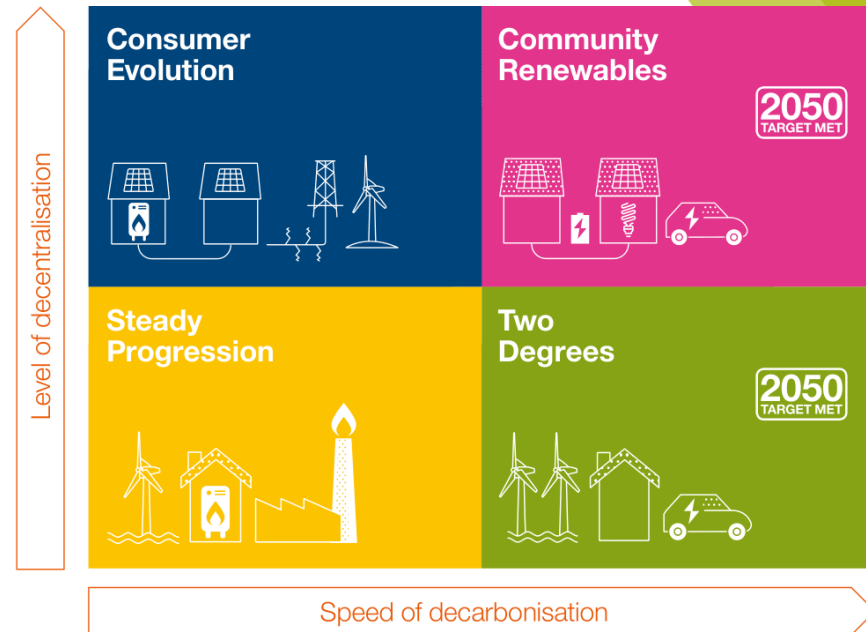 Level of decentralisation
Consumer
Evolution
Community
Renewables
2050
TARGET MET
Steady
Progression
Two
Degrees
2050
TARGET MET
Speed of decarbonisation